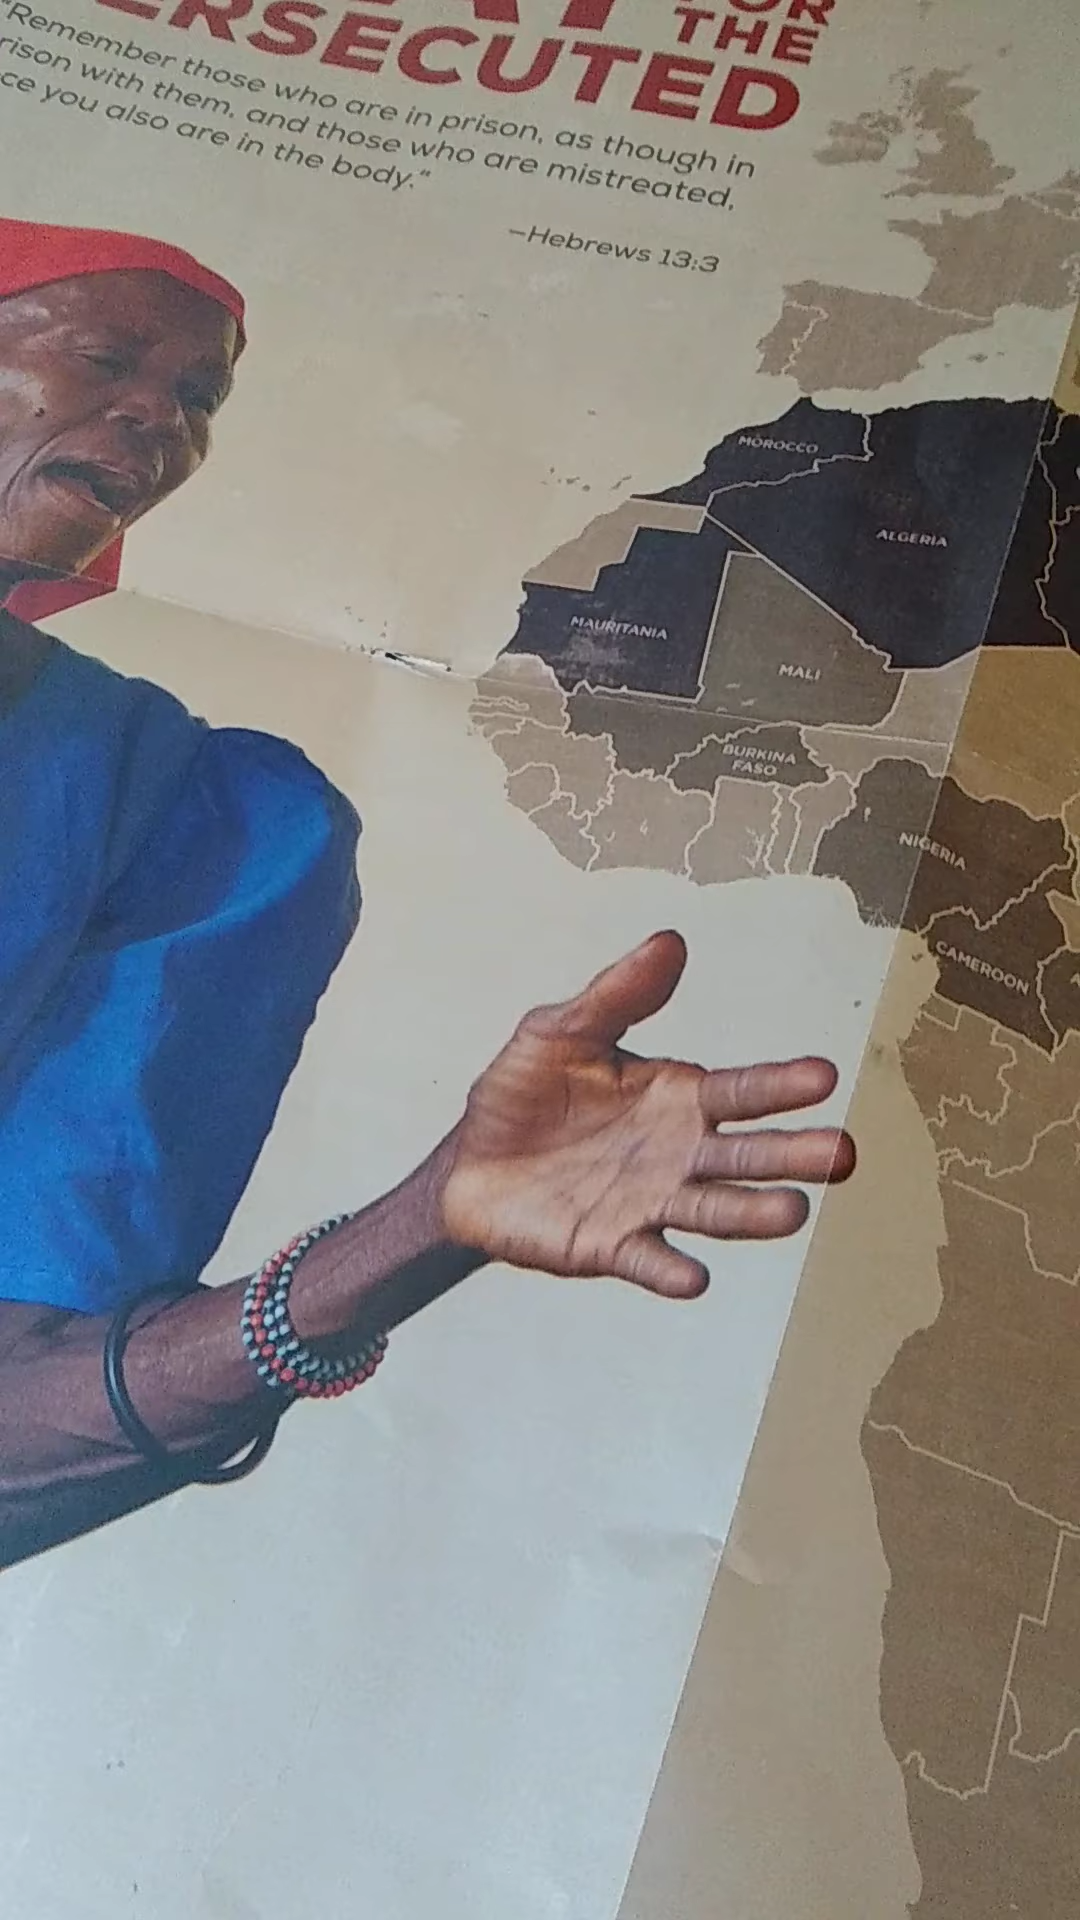 FOR
THE
ERSECUTED
"Remember those who are in prison, as though in
rison with them, and those who are mistreated,
ce you also are in the body."
–Hebrews 13:3
MOROCCO
ALGERIA
MAURITANIA
MALI
BURKINA
FASO
NIGERIA
CAMEROON